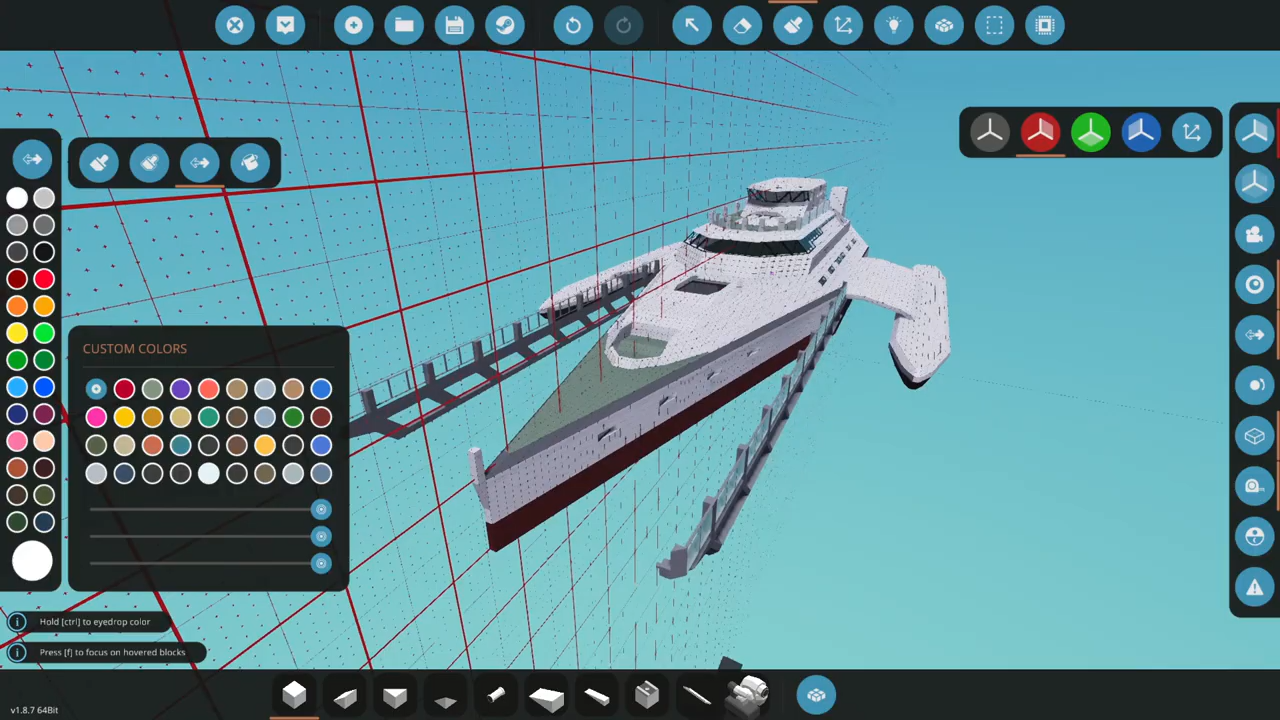 CUSTOM COLORS
Hold [ctrl] to eyedrop color
Press [f] to focus on hovered blocks
v1.8.7 64Bit